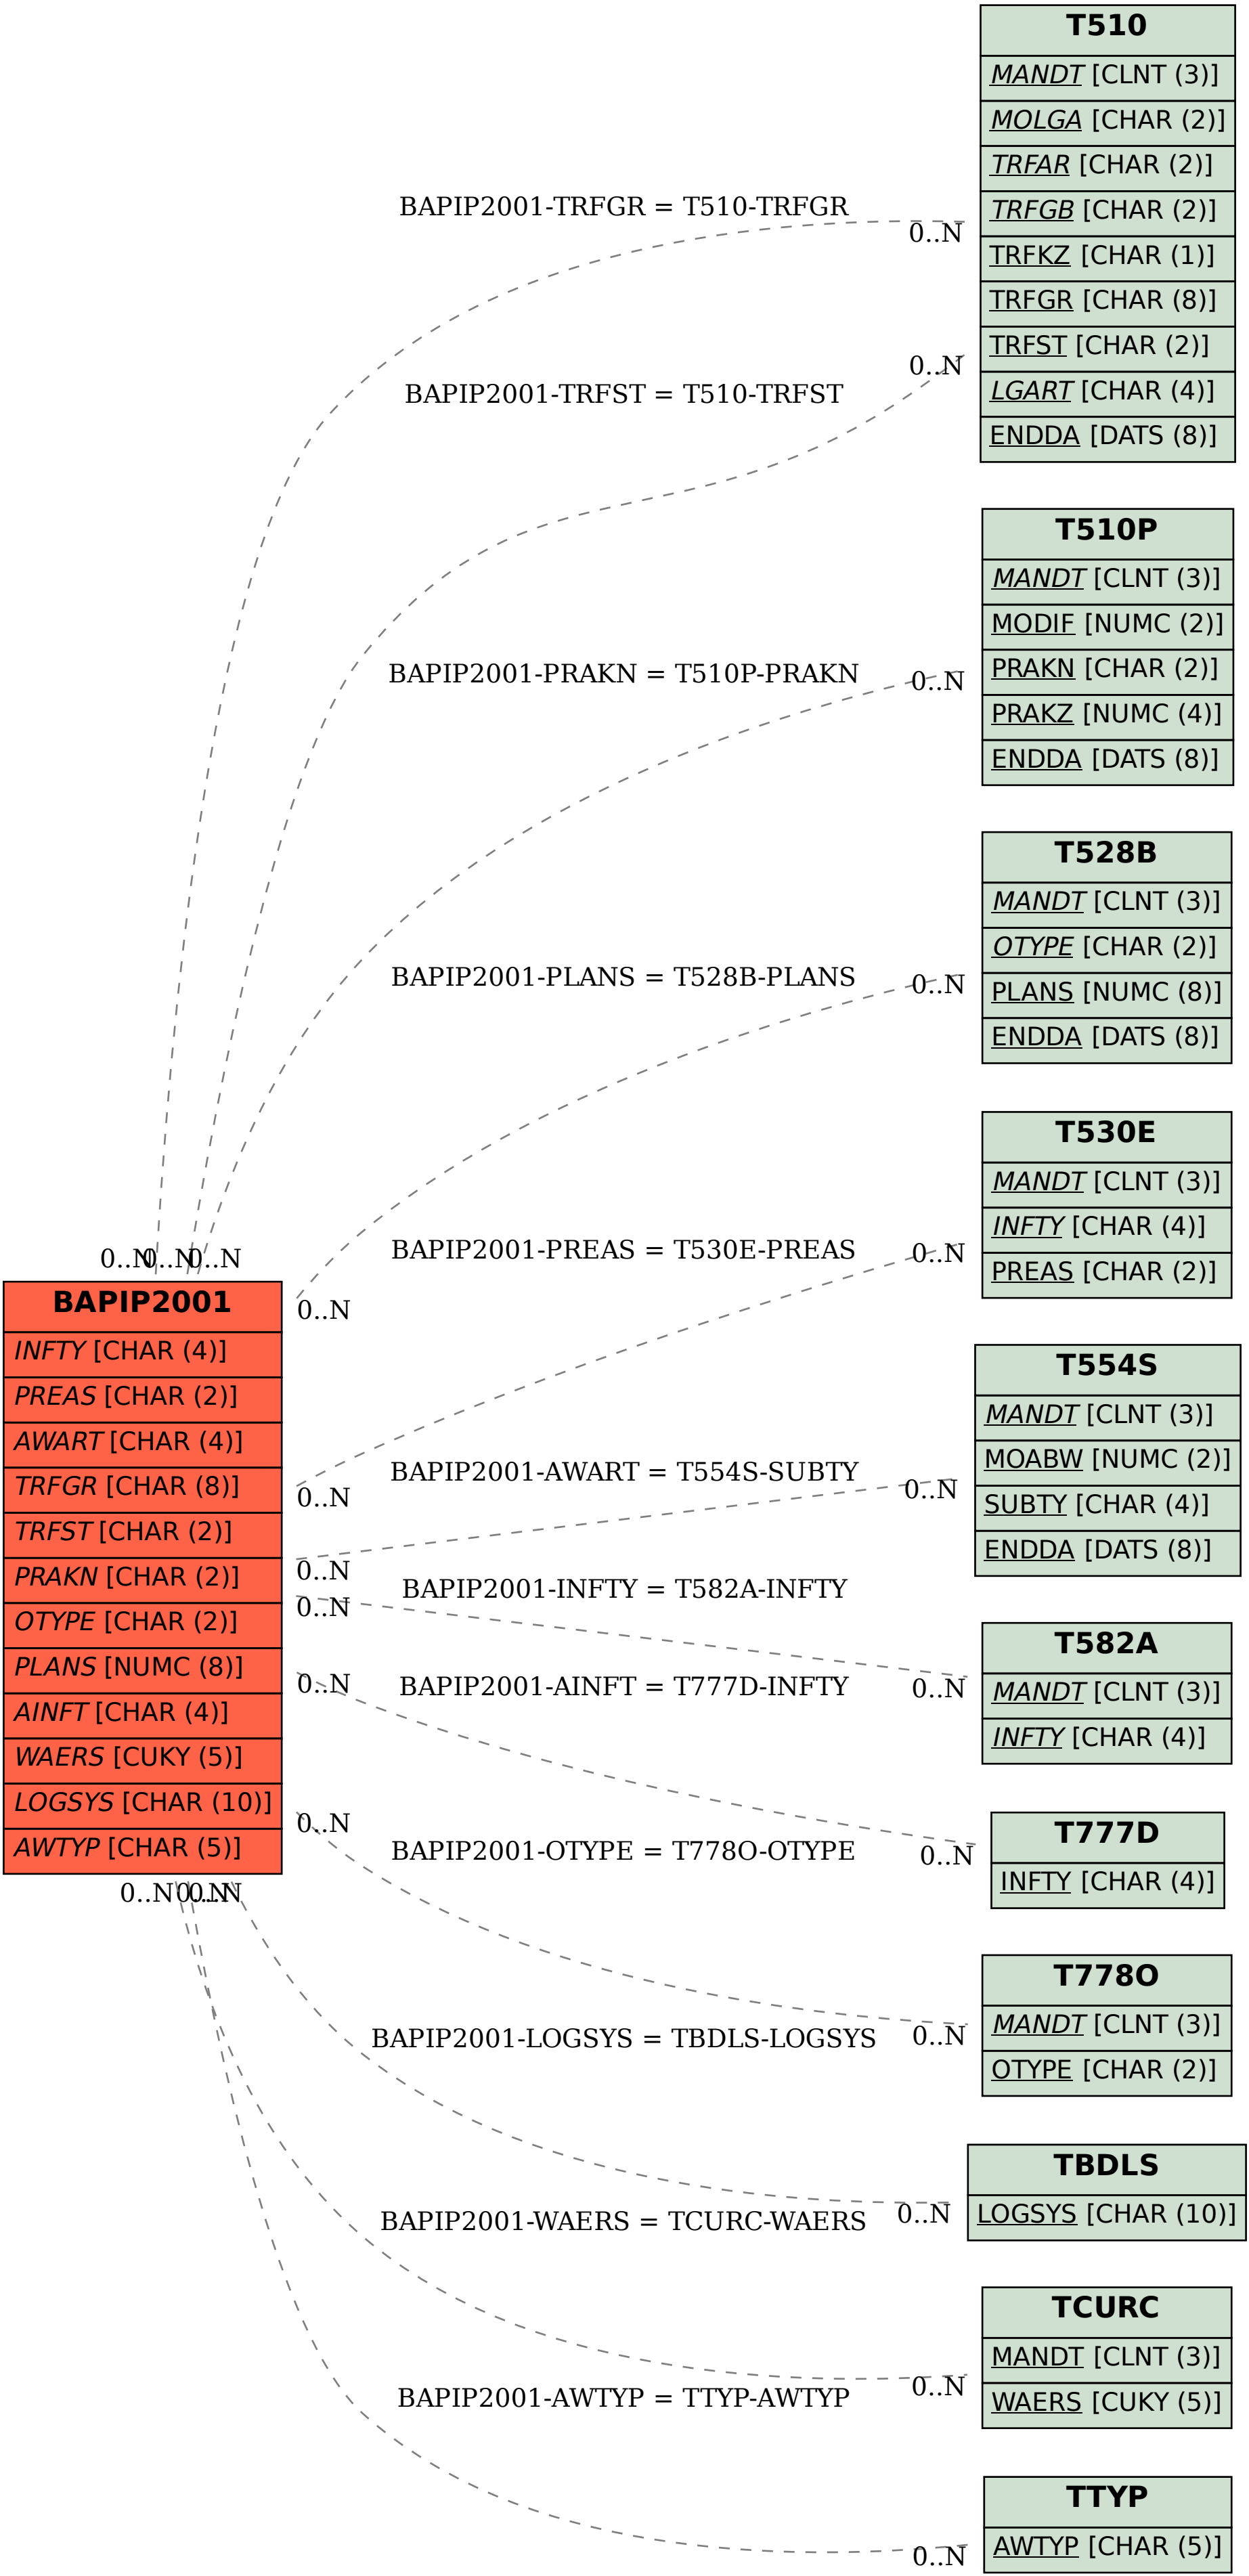 T510
MANDT [CLNT (3)]
MOLGA [CHAR (2)]
TRFAR [CHAR (2)]
TRFGB [CHAR (2)]
TRFKZ [CHAR (1)]
TRFGR [CHAR (8)]
TRFST [CHAR (2)]
LGART [CHAR (4)]
ENDDA [DATS (8)]
BAPIP2001-TRFGR = T510-TRFGR
0..N
BAPIP2001-TRFST = T510-TRFST
0..N
T510P
MANDT [CLNT (3)]
MODIF [NUMC (2)]
PRAKN [CHAR (2)]
PRAKZ [NUMC (4)]
ENDDA [DATS (8)]
BAPIP2001-PRAKN = T510P-PRAKN
0..N
T528B
MANDT [CLNT (3)]
OTYPE [CHAR (2)]
PLANS [NUMC (8)]
ENDDA [DATS (8)]
BAPIP2001-PLANS = T528B-PLANS
0..N
T530E
MANDT [CLNT (3)]
INFTY [CHAR (4)]
PREAS [CHAR (2)]
BAPIP2001-PREAS = T530E-PREAS
0..N
0..N
0..N
0..N
BAPIP2001
INFTY [CHAR (4)]
PREAS [CHAR (2)]
AWART [CHAR (4)]
TRFGR [CHAR (8)]
TRFST [CHAR (2)]
PRAKN [CHAR (2)]
OTYPE [CHAR (2)]
PLANS [NUMC (8)]
AINFT [CHAR (4)]
WAERS [CUKY (5)]
LOGSYS [CHAR (10)]
AWTYP [CHAR (5)]
0..N
0..N
0..N
0..N
0..N
0..N
0..N
0..N
0..N
T554S
MANDT [CLNT (3)]
MOABW [NUMC (2)]
SUBTY [CHAR (4)]
ENDDA [DATS (8)]
BAPIP2001-AWART = T554S-SUBTY
0..N
BAPIP2001-INFTY = T582A-INFTY
0..N
T582A
MANDT [CLNT (3)]
INFTY [CHAR (4)]
BAPIP2001-AINFT = T777D-INFTY
0..N
T777D
INFTY [CHAR (4)]
BAPIP2001-OTYPE = T778O-OTYPE
0..N
T778O
MANDT [CLNT (3)]
OTYPE [CHAR (2)]
BAPIP2001-LOGSYS = TBDLS-LOGSYS
0..N
TBDLS
LOGSYS [CHAR (10)]
BAPIP2001-WAERS = TCURC-WAERS
0..N
TCURC
MANDT [CLNT (3)]
WAERS [CUKY (5)]
BAPIP2001-AWTYP = TTYP-AWTYP
0..N
TTYP
AWTYP [CHAR (5)]